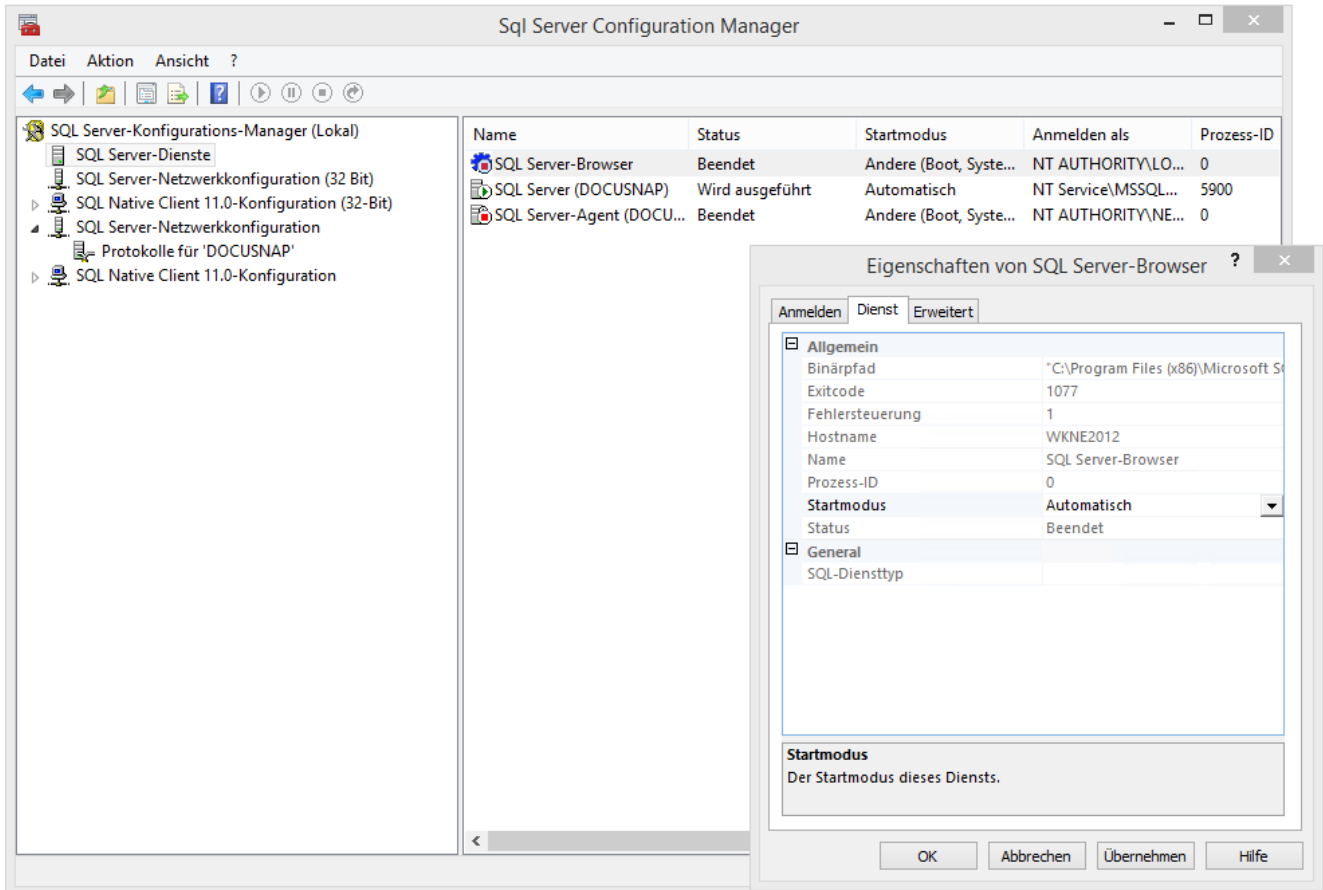 Sql Server Configuration Manager
Datei Aktion Ansicht ?
SQL Server-Konfigurations-Manager (Lokal)
SQL Server-Dienste
SQL Server-Netzwerkkonfiguration (32 Bit)
SQL Native Client 11.0-Konfiguration (32-Bit)
SQL Server-Netzwerkkonfiguration
Protokolle für 'DOCUSNAP'
SQL Native Client 11.0-Konfiguration
Name Status Startmodus Anmelden als Prozess-ID
SQL Server-Browser Beendet Andere (Boot, Syste... NT AUTHORITY\LO... 0
SQL Server (DOCUSNAP) Wird ausgeführt Automatisch NT Service\MSSQL... 5900
SQL Server-Agent (DOCU... Beendet Andere (Boot, Syste... NT AUTHORITY\NE... 0
Eigenschaften von SQL Server-Browser ?
Anmelden Dienst Erweitert
Allgemein
Binärpfad "C:\Program Files (x86)\Microsoft S
Exitcode 1077
Fehlersteuerung 1
Hostname WKNE2012
Name SQL Server-Browser
Prozess-ID 0
Startmodus Automatisch
Status Beendet
General
SQL-Diensttyp
Startmodus
Der Startmodus dieses Diensts.
OK Abbrechen Übernehmen Hilfe